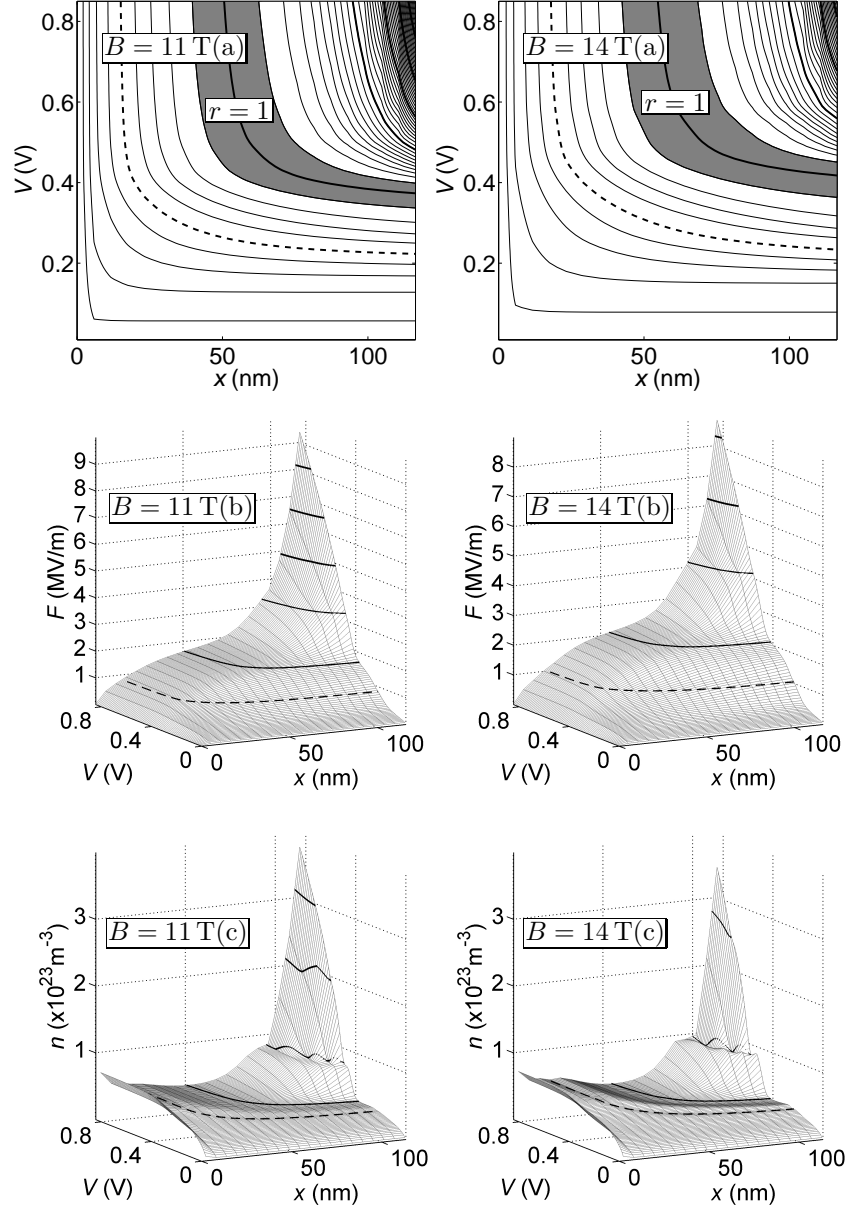 B = 11 T(a)
r = 1
0.8
0.6
0.4
0.2
V (V)
0
50
100
x (nm)
B = 14 T(a)
r = 1
0.8
0.6
0.4
0.2
V (V)
0
50
100
x (nm)
B = 11 T(b)
9
8
7
6
5
4
3
2
1
F (MV/m)
0.8
0.4
0
V (V)
0
50
100
x (nm)
B = 14 T(b)
8
7
6
5
4
3
2
1
F (MV/m)
0.8
0.4
0
V (V)
0
50
100
x (nm)
B = 11 T(c)
3
2
1
n (x10²³m⁻³)
0.8
0.4
0
V (V)
0
50
100
x (nm)
B = 14 T(c)
3
2
1
n (x10²³m⁻³)
0.8
0.4
0
V (V)
0
50
100
x (nm)